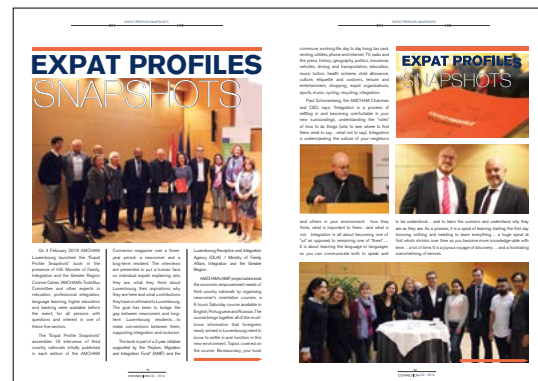 EXPAT PROFILES SNAPSHOTS
EXPAT PROFILES
SNAPSHOTS
On 4 February 2019 AMCHAM
Luxembourg launched the "Expat
Profile Snapshots" book in the
presence of H.E. Minister of Family,
Integration and the Greater Region
Corinne Cahen. AMCHAM's Tasks
Committee and other experts in
relocation, professional integration,
language learning, higher education
and banking were available before
the event, for all persons with
questions and interest in one of
these five sectors.
The "Expat Profile Snapshots"
assembles 15 interviews of third
country nationals initially published
in each edition of the AMCHAM
Connexion magazine over a three-
year period: a newcomer and a
long-term resident. The interviews
are presented to put a human face
on individual expats explaining who
they are, what they think about
Luxembourg, their aspirations, why
they are here and what contributions
they have or will make to Luxembourg.
The goal has been to bridge the
gap between newcomers and long-
term Luxembourg residents...to
make connections between them,
supporting integration and inclusion.
The book is part of a 3-year initiative
supported by the "Asylum, Migration
and Integration Fund" (AMIF) and the
Luxembourg Reception and Integration
Agency (OLAI) / Ministry of Family
Affairs, Integration and the Greater
Region.
AMCHAM's AMIF project addressed
the economic empowerment needs of
third country nationals by organising
newcomer's orientation courses, a
8 hours Saturday course available in
English, Portuguese and Russian. The
course brings together all of the must-
know information that foreigners
newly arrived in Luxembourg need to
know to settle in and function in this
new environment. Topics covered on
the course: Bureaucracy, your local
EXPAT PROFILES SNAPSHOTS
commune, working life, day to day living, tax card,
renting, utilities, phone and internet, TV, radio and
the press, history, geography, politics, insurance,
vehicles, driving and transportation, education,
music tuition, health scheme, child allowance,
culture, etiquette and customs, leisure and
entertainment, shopping, expat organizations,
sports, music, cycling, recycling, integration.
Paul Schonenberg, the AMCHAM Chairman
and CEO, says: "Integration is a process of
settling in and becoming comfortable in your
new surroundings, understanding the "rules"
of how to do things (who to see, where to find
them, what to say... what not to say). Integration
is understanding the culture of your neighbors
and others in your environment: how they
think, what is important to them... and what is
not. Integration is all about becoming one of
"us" as opposed to remaining one of "them"...
It is about learning the language or languages
so you can communicate both to speak and
EXPAT PROFILES
SNAPSHOTS
to be understood... and to learn the customs and understand why they
are as they are. As a process, it is a spiral of learning starting the first day
knowing nothing and needing to learn everything... a huge spiral at
first which shrinks over time as you become more knowledgeable with
time... a lot of time. It is a joyous voyage of discovery... and a frustrating
overwhelming of senses.